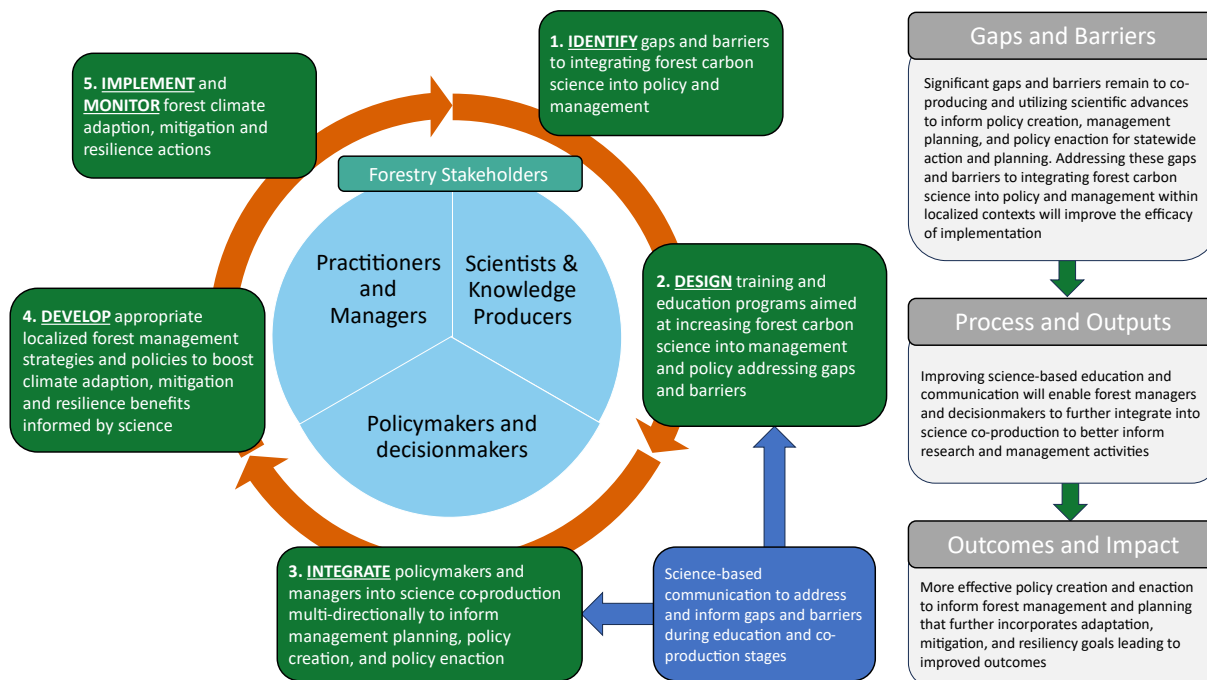 1. IDENTIFY gaps and barriers
to integrating forest carbon
science into policy and
management
2. DESIGN training and
education programs aimed
at increasing forest carbon
science into management
and policy addressing gaps
and barriers
3. INTEGRATE policymakers and
managers into science co-production
multi-directionally to inform
management planning, policy
creation, and policy enaction
4. DEVELOP appropriate
localized forest management
strategies and policies to boost
climate adaption, mitigation
and resilience benefits
informed by science
5. IMPLEMENT and
MONITOR forest climate
adaption, mitigation and
resilience actions
Forestry Stakeholders
Practitioners
and
Managers
Scientists &
Knowledge
Producers
Policymakers and
decisionmakers
Science-based
communication to address
and inform gaps and barriers
during education and co-
production stages
Gaps and Barriers
Significant gaps and barriers remain to co-
producing and utilizing scientific advances
to inform policy creation, management
planning, and policy enaction for statewide
action and planning. Addressing these gaps
and barriers to integrating forest carbon
science into policy and management within
localized contexts will improve the efficacy
of implementation
Process and Outputs
Improving science-based education and
communication will enable forest managers
and decisionmakers to further integrate into
science co-production to better inform
research and management activities
Outcomes and Impact
More effective policy creation and enaction
to inform forest management and planning
that further incorporates adaptation,
mitigation, and resiliency goals leading to
improved outcomes